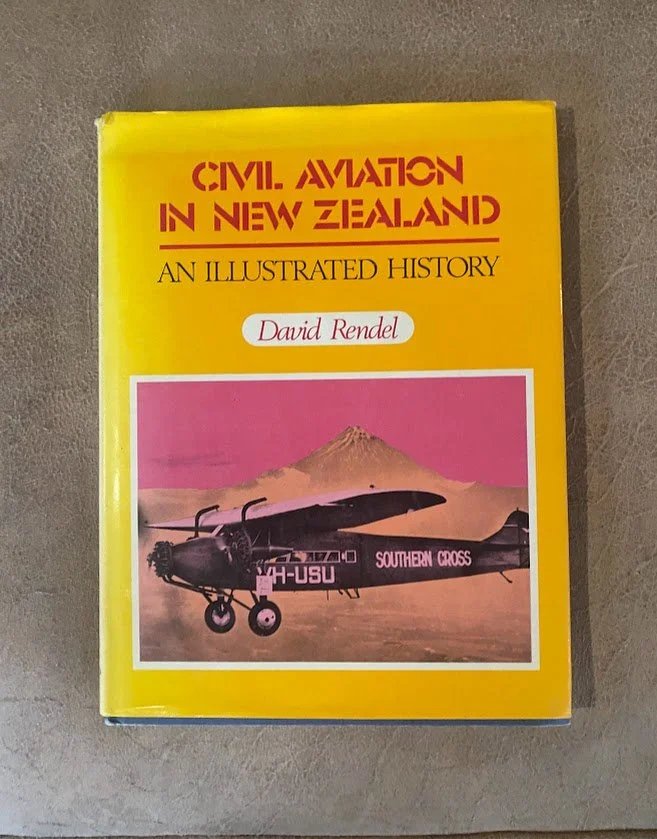 CIVIL AVIATION
IN NEW ZEALAND
AN ILLUSTRATED HISTORY
David Rendel
SOUTHERN CROSS
VH-USU